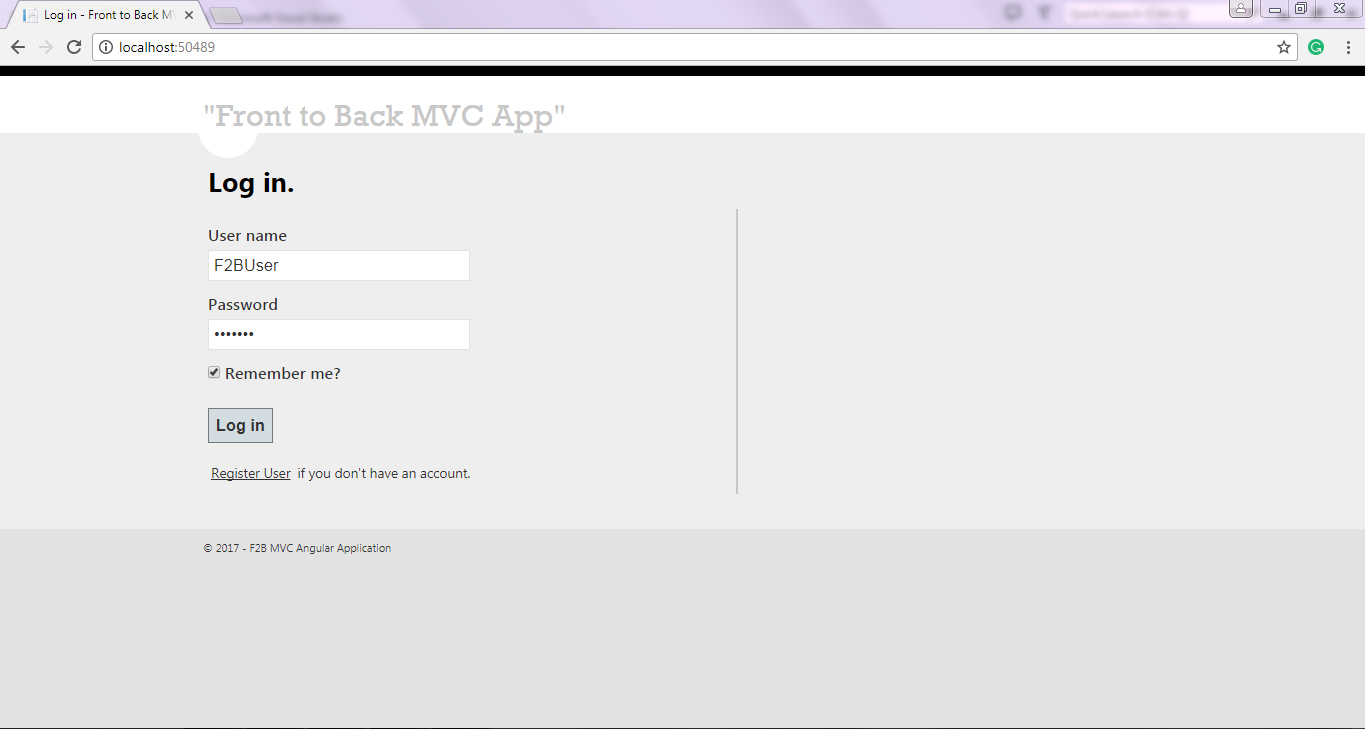 Log in - Front to Back M
localhost:50489
"Front to Back MVC App"
Log in.
User name
F2BUser
Password
•••••••
Remember me?
Log in
Register User if you don't have an account.
© 2017 - F2B MVC Angular Application